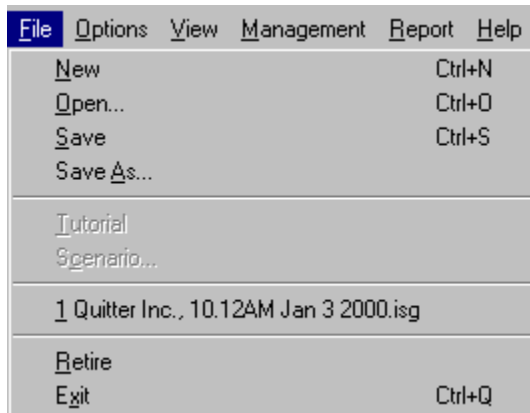 File Options View Management Report Help
New Ctrl+N
Open... Ctrl+O
Save Ctrl+S
Save As...
Tutorial
Scenario...
1 Quitter Inc., 10.12AM Jan 3 2000.isg
Retire
Exit Ctrl+Q